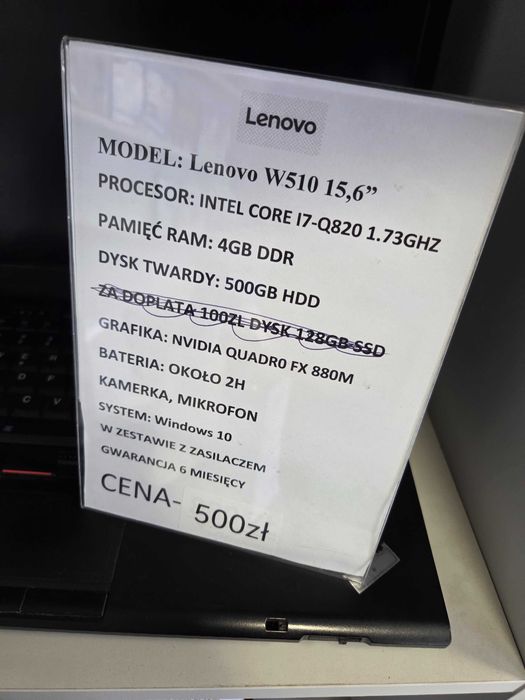 Lenovo
MODEL: Lenovo W510 15,6”
PROCESOR: INTEL CORE I7-Q820 1.73GHZ
PAMIĘĆ RAM: 4GB DDR
DYSK TWARDY: 500GB HDD
ZA DOPLATA 100ZL DYSK 128GB SSD
GRAFIKA: NVIDIA QUADR0 FX 880M
BATERIA: OKOŁO 2H
KAMERKA, MIKROFON
SYSTEM: Windows 10
W ZESTAWIE Z ZASILACZEM
GWARANCJA 6 MIESIĘCY
CENA- 500zł